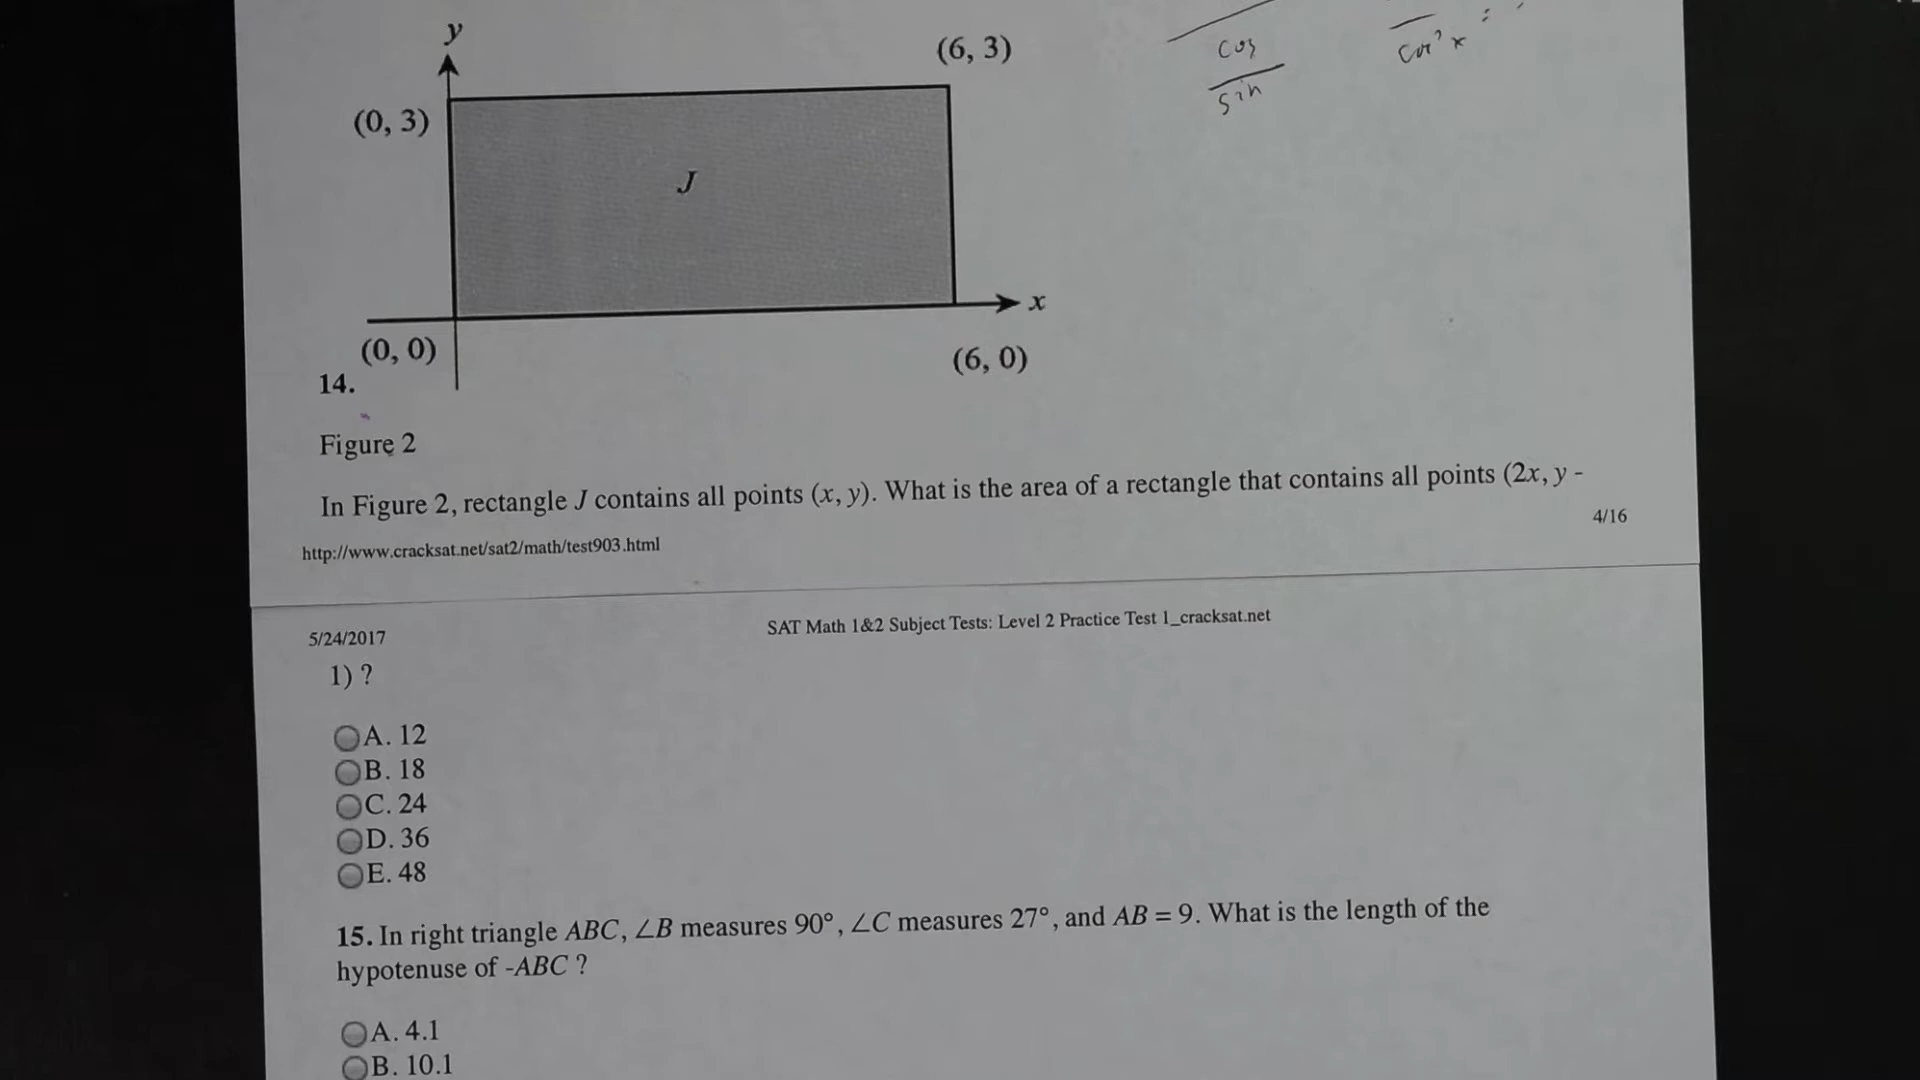 y
(6, 3)
cos
sin
cos² x
(0, 3)
J
x
(0, 0)
(6, 0)
14.
Figure 2
In Figure 2, rectangle J contains all points (x, y). What is the area of a rectangle that contains all points (2x, y -
4/16
http://www.cracksat.net/sat2/math/test903.html
SAT Math 1&2 Subject Tests: Level 2 Practice Test 1_cracksat.net
5/24/2017
1) ?
A. 12
B. 18
C. 24
D. 36
E. 48
15. In right triangle ABC, ∠B measures 90°, ∠C measures 27°, and AB = 9. What is the length of the
hypotenuse of -ABC ?
A. 4.1
B. 10.1